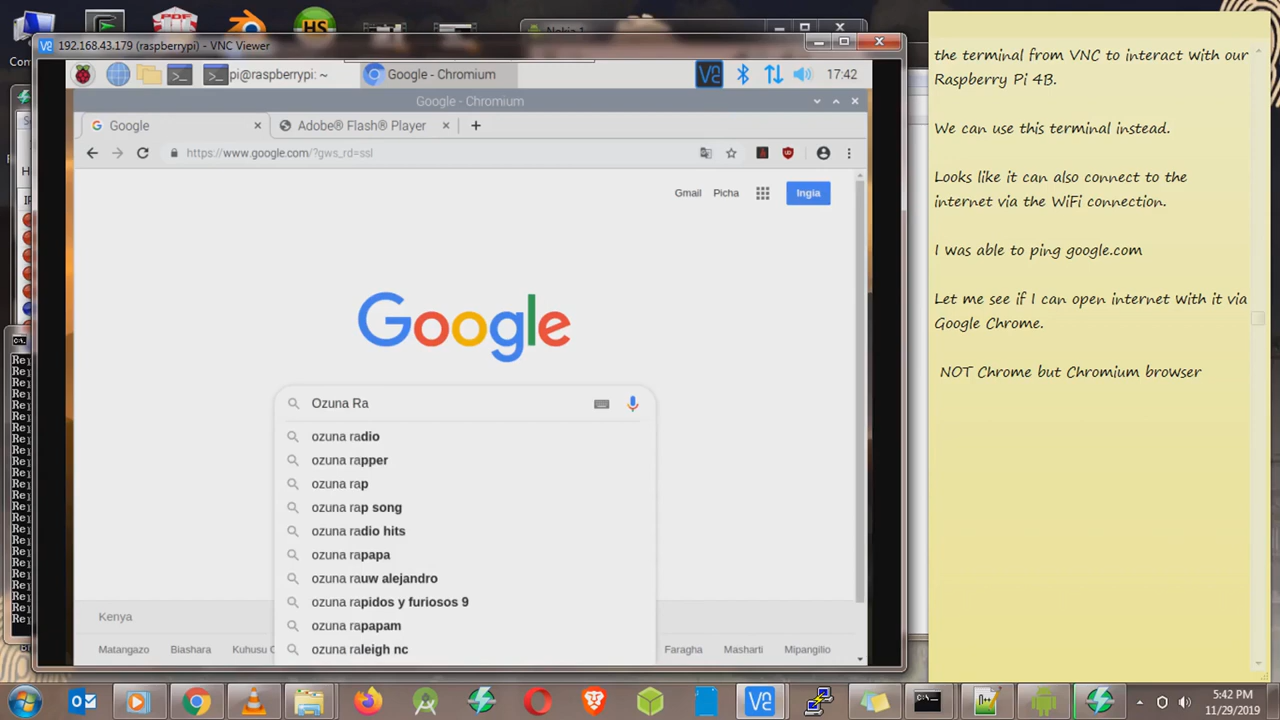 PDF
HS
192.168.43.179 (raspberrypi) - VNC Viewer
pi@raspberrypi: ~
Google - Chromium
17:42
Google - Chromium
Google
Adobe® Flash® Player
https://www.google.com/?gws_rd=ssl
Gmail
Picha
Ingia
Google
Ozuna Ra
ozuna radio
ozuna rapper
ozuna rap
ozuna rap song
ozuna radio hits
ozuna rapapa
ozuna rauw alejandro
ozuna rapidos y furiosos 9
ozuna rapapam
ozuna raleigh nc
Kenya
Matangazo
Biashara
Kuhusu
Faragha
Masharti
Mipangilio
the terminal from VNC to interact with our
Raspberry Pi 4B.
We can use this terminal instead.
Looks like it can also connect to the
internet via the WiFi connection.
I was able to ping google.com
Let me see if I can open internet with it via
Google Chrome.
NOT Chrome but Chromium browser
5:42 PM
11/29/2019